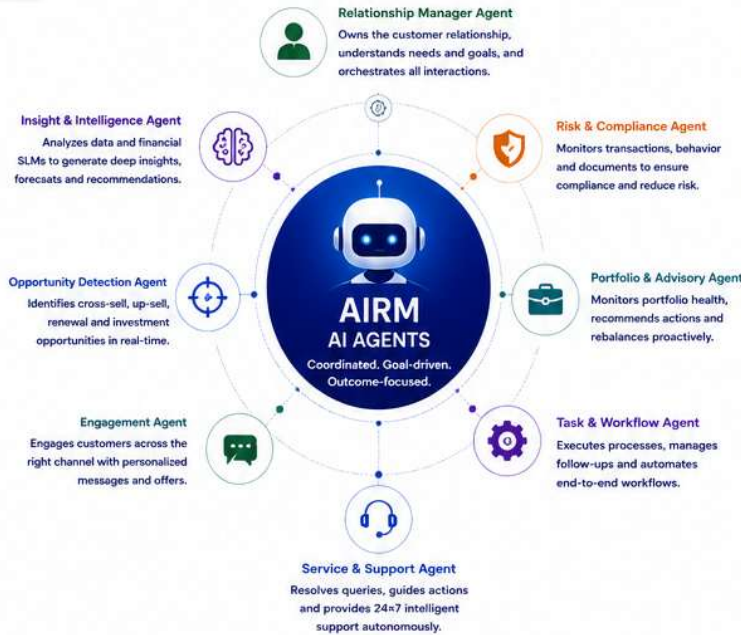 Relationship Manager Agent
Owns the customer relationship,
understands needs and goals, and
orchestrates all interactions.
Insight & Intelligence Agent
Analyzes data and financial
SLMs to generate deep insights,
forecasts and recommendations.
Risk & Compliance Agent
Monitors transactions, behavior
and documents to ensure
compliance and reduce risk.
Opportunity Detection Agent
Identifies cross-sell, up-sell,
renewal and investment
opportunities in real-time.
AIRM
AI AGENTS
Coordinated. Goal-driven.
Outcome-focused.
Portfolio & Advisory Agent
Monitors portfolio health,
recommends actions and
rebalances proactively.
Engagement Agent
Engages customers across the
right channel with personalized
messages and offers.
Task & Workflow Agent
Executes processes, manages
follow-ups and automates
end-to-end workflows.
Service & Support Agent
Resolves queries, guides actions
and provides 24×7 intelligent
support autonomously.